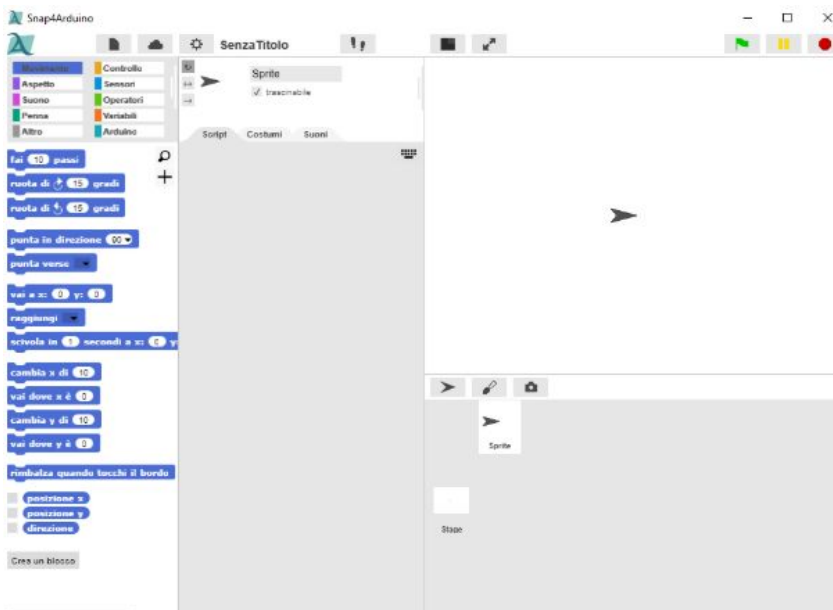 Snap4Arduino
SenzaTitolo
Movimento
Controllo
Aspetto
Sensori
Suono
Operatori
Penna
Variabili
Altro
Arduino
Sprite
trascinabile
Script Costumi Suoni
fai 10 passi
ruota di 15 gradi
ruota di 15 gradi
punta in direzione 90
punta verso
vai a x: 0 y: 0
raggiungi
scivola in 1 secondi a x: 0 y:
cambia x di 10
vai dove x è 0
cambia y di 10
vai dove y è 0
rimbalza quando tocchi il bordo
posizione x
posizione y
direzione
Crea un blocco
Sprite
Stage